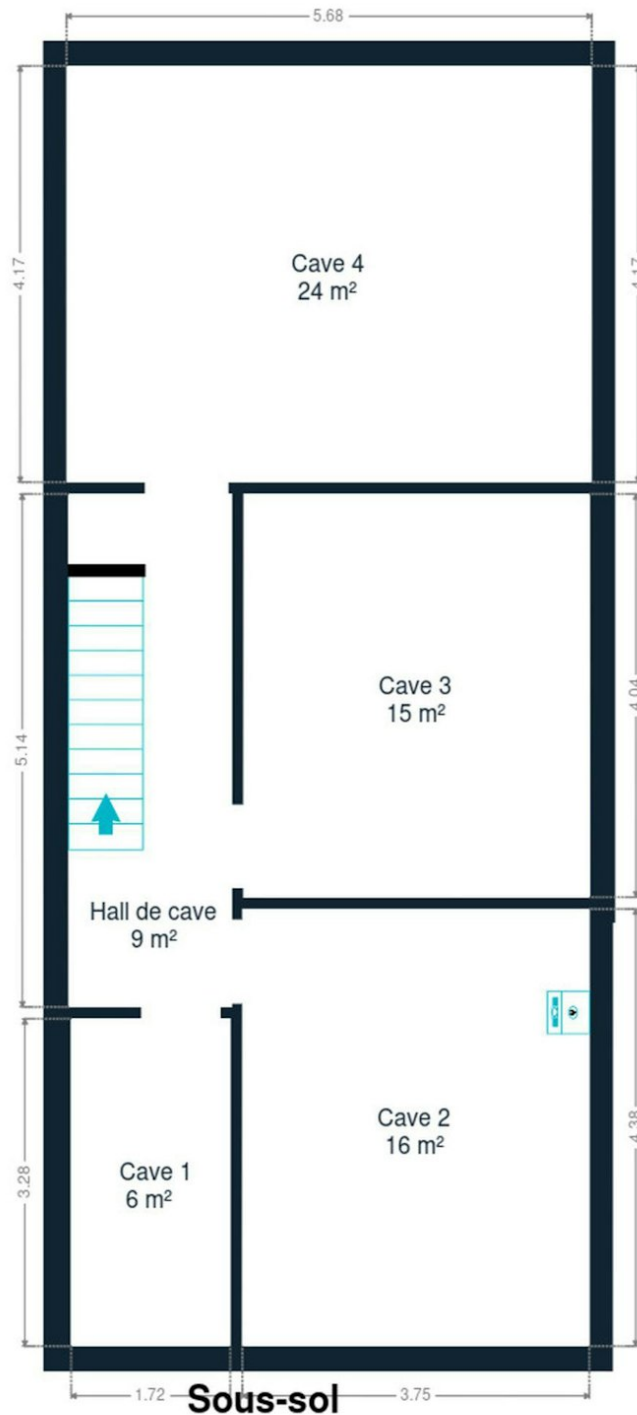 5.68
4.17
4.17
Cave 4
24 m²
5.14
4.04
Cave 3
15 m²
Hall de cave
9 m²
3.28
4.38
Cave 2
16 m²
Cave 1
6 m²
1.72
3.75
Sous-sol